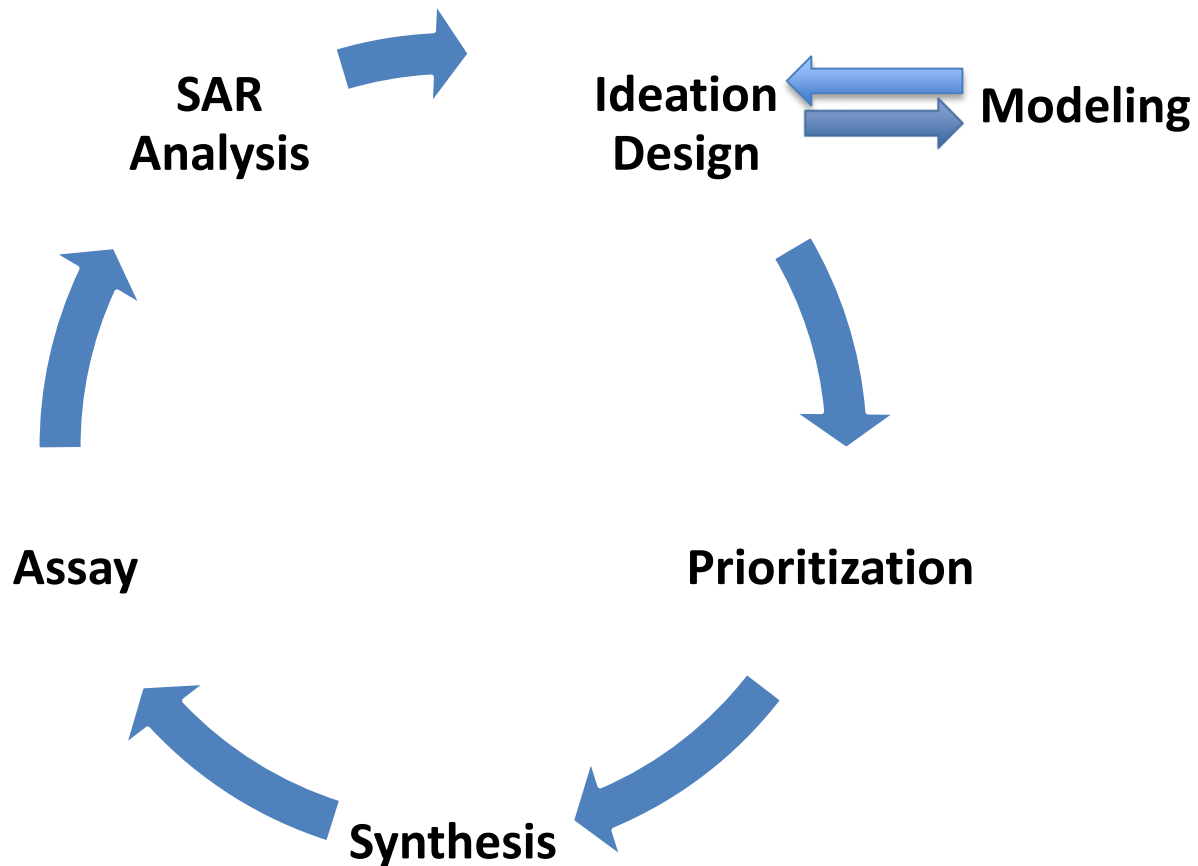 SAR
Analysis
Ideation
Design
Modeling
Prioritization
Synthesis
Assay